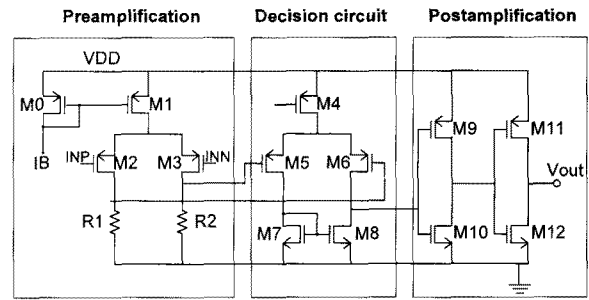 Preamplification
Decision circuit
Postamplification
VDD
M0
M1
M4
M9
M11
IB
INP
M2
M3
INN
M5
M6
Vout
R1
R2
M7
M8
M10
M12